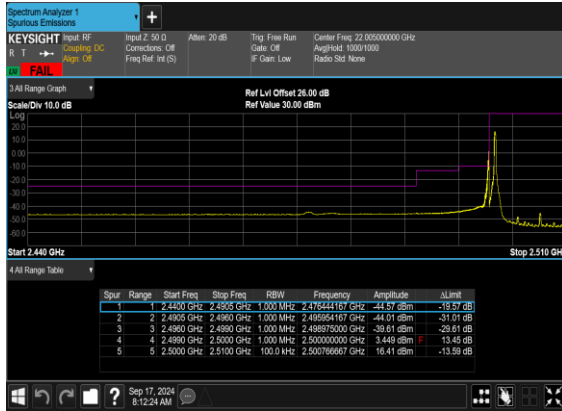 Spectrum Analyzer 1
Spurious Emissions
+
KEYSIGHT Input: RF Input Z: 50 Ω Atten: 20 dB Trig: Free Run Center Freq: 22.005000000 GHz
R T Coupling: DC Corrections: Off Gate: Off Avg|Hold: 1000/1000
Align: Off Freq Ref: Int (S) IF Gain: Low Radio Std: None
LV FAIL
3 All Range Graph Ref Lvl Offset 26.00 dB
Scale/Div 10.0 dB Ref Value 30.00 dBm
Log
20.0
10.0
0.00
-10.0
-20.0
-30.0
-40.0
-50.0
-60.0
Start 2.440 GHz Stop 2.510 GH
4 All Range Table
Spur Range Start Freq Stop Freq RBW Frequency Amplitude ΔLimit
1 1 2.4400 GHz 2.4905 GHz 1.000 MHz 2.476444167 GHz -44.57 dBm -19.57 dB
2 2 2.4905 GHz 2.4960 GHz 1.000 MHz 2.495954167 GHz -44.01 dBm -31.01 dB
3 3 2.4960 GHz 2.4990 GHz 1.000 MHz 2.498975000 GHz -39.61 dBm -29.61 dB
4 4 2.4990 GHz 2.5000 GHz 1.000 MHz 2.500000000 GHz 3.449 dBm F 13.45 dB
5 5 2.5000 GHz 2.5100 GHz 100.0 kHz 2.500766667 GHz 16.41 dBm -13.59 dB
? Sep 17, 2024
8:12:24 AM